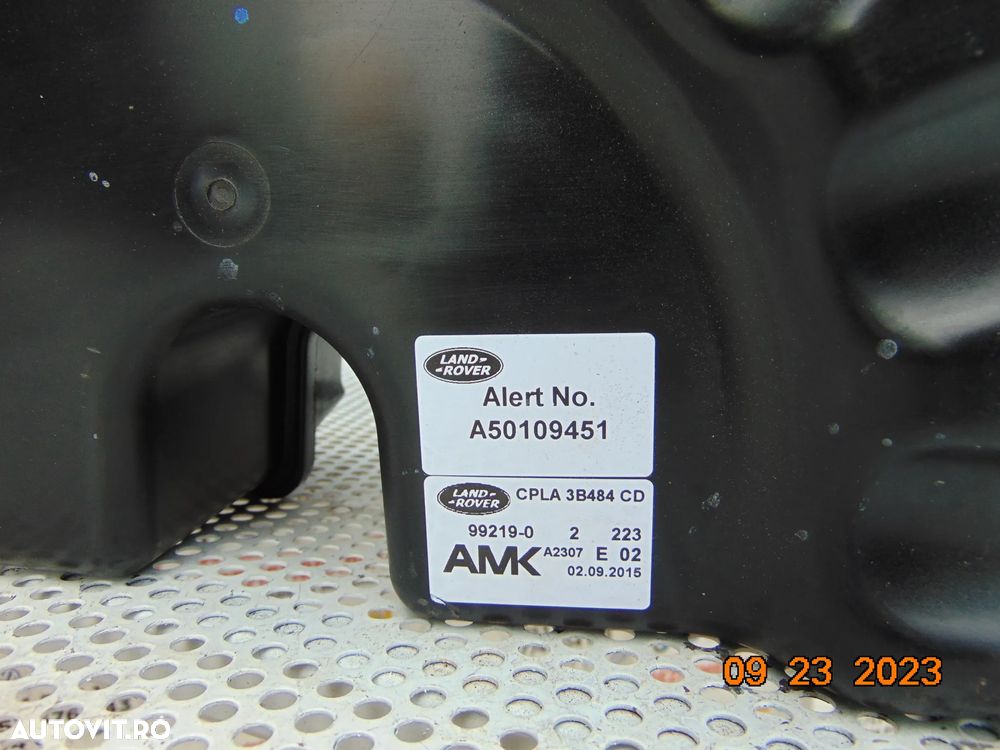 LAND-
-ROVER
Alert No.
A50109451
LAND-
-ROVER
CPLA 3B484 CD
99219-0 2 223
AMK A2307 E 02
02.09.2015
09 23 2023
AUTOVIT.RO